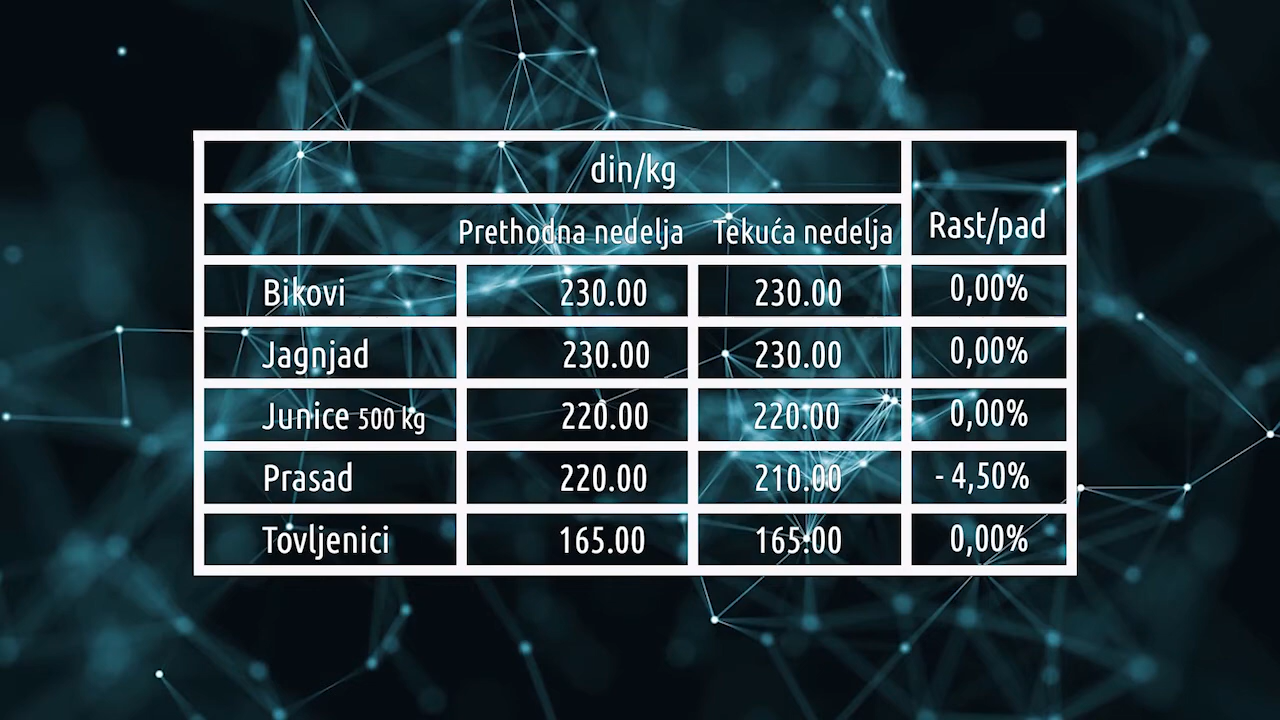 din/kg
Prethodna nedelja Tekuća nedelja Rast/pad
Bikovi 230.00 230.00 0,00%
Jagnjad 230.00 230.00 0,00%
Junice 500 kg 220.00 220.00 0,00%
Prasad 220.00 210.00 - 4,50%
Tovljenici 165.00 165.00 0,00%